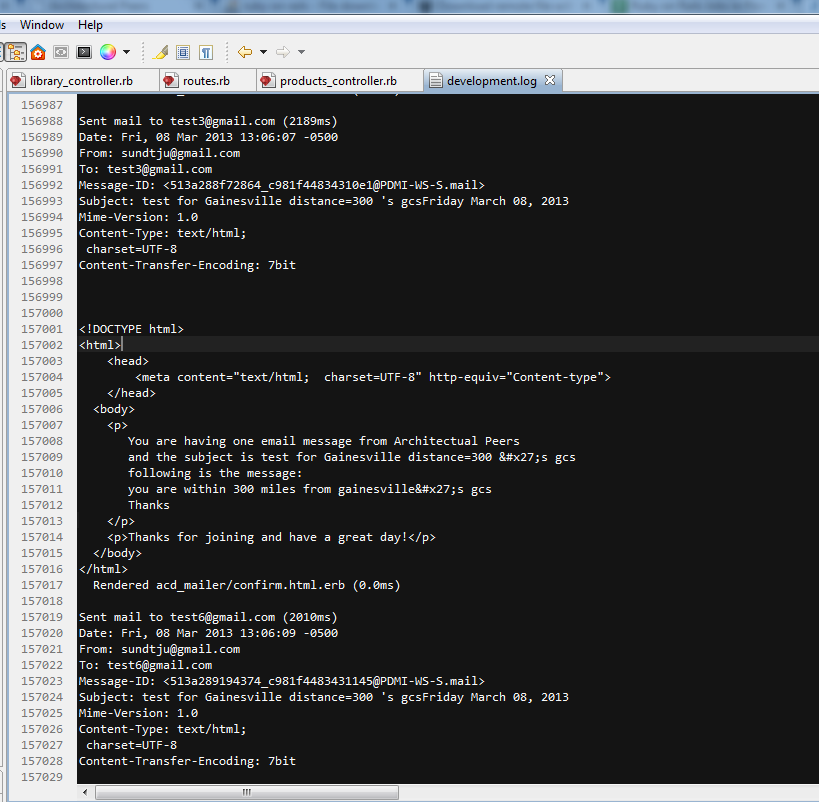 s Window Help
library_controller.rb routes.rb products_controller.rb development.log
156987
156988 Sent mail to test3@gmail.com (2189ms)
156989 Date: Fri, 08 Mar 2013 13:06:07 -0500
156990 From: sundtju@gmail.com
156991 To: test3@gmail.com
156992 Message-ID: <513a288f72864_c981f44834310e1@PDMI-WS-S.mail>
156993 Subject: test for Gainesville distance=300 's gcsFriday March 08, 2013
156994 Mime-Version: 1.0
156995 Content-Type: text/html;
156996  charset=UTF-8
156997 Content-Transfer-Encoding: 7bit
156998
156999
157000
157001 <!DOCTYPE html>
157002 <html>
157003     <head>
157004         <meta content="text/html;  charset=UTF-8" http-equiv="Content-type">
157005     </head>
157006   <body>
157007     <p>
157008        You are having one email message from Architectual Peers
157009        and the subject is test for Gainesville distance=300 &#x27;s gcs
157010        following is the message:
157011        you are within 300 miles from gainesville&#x27;s gcs
157012        Thanks
157013     </p>
157014     <p>Thanks for joining and have a great day!</p>
157015   </body>
157016 </html>
157017   Rendered acd_mailer/confirm.html.erb (0.0ms)
157018
157019 Sent mail to test6@gmail.com (2010ms)
157020 Date: Fri, 08 Mar 2013 13:06:09 -0500
157021 From: sundtju@gmail.com
157022 To: test6@gmail.com
157023 Message-ID: <513a289194374_c981f4483431145@PDMI-WS-S.mail>
157024 Subject: test for Gainesville distance=300 's gcsFriday March 08, 2013
157025 Mime-Version: 1.0
157026 Content-Type: text/html;
157027  charset=UTF-8
157028 Content-Transfer-Encoding: 7bit
157029